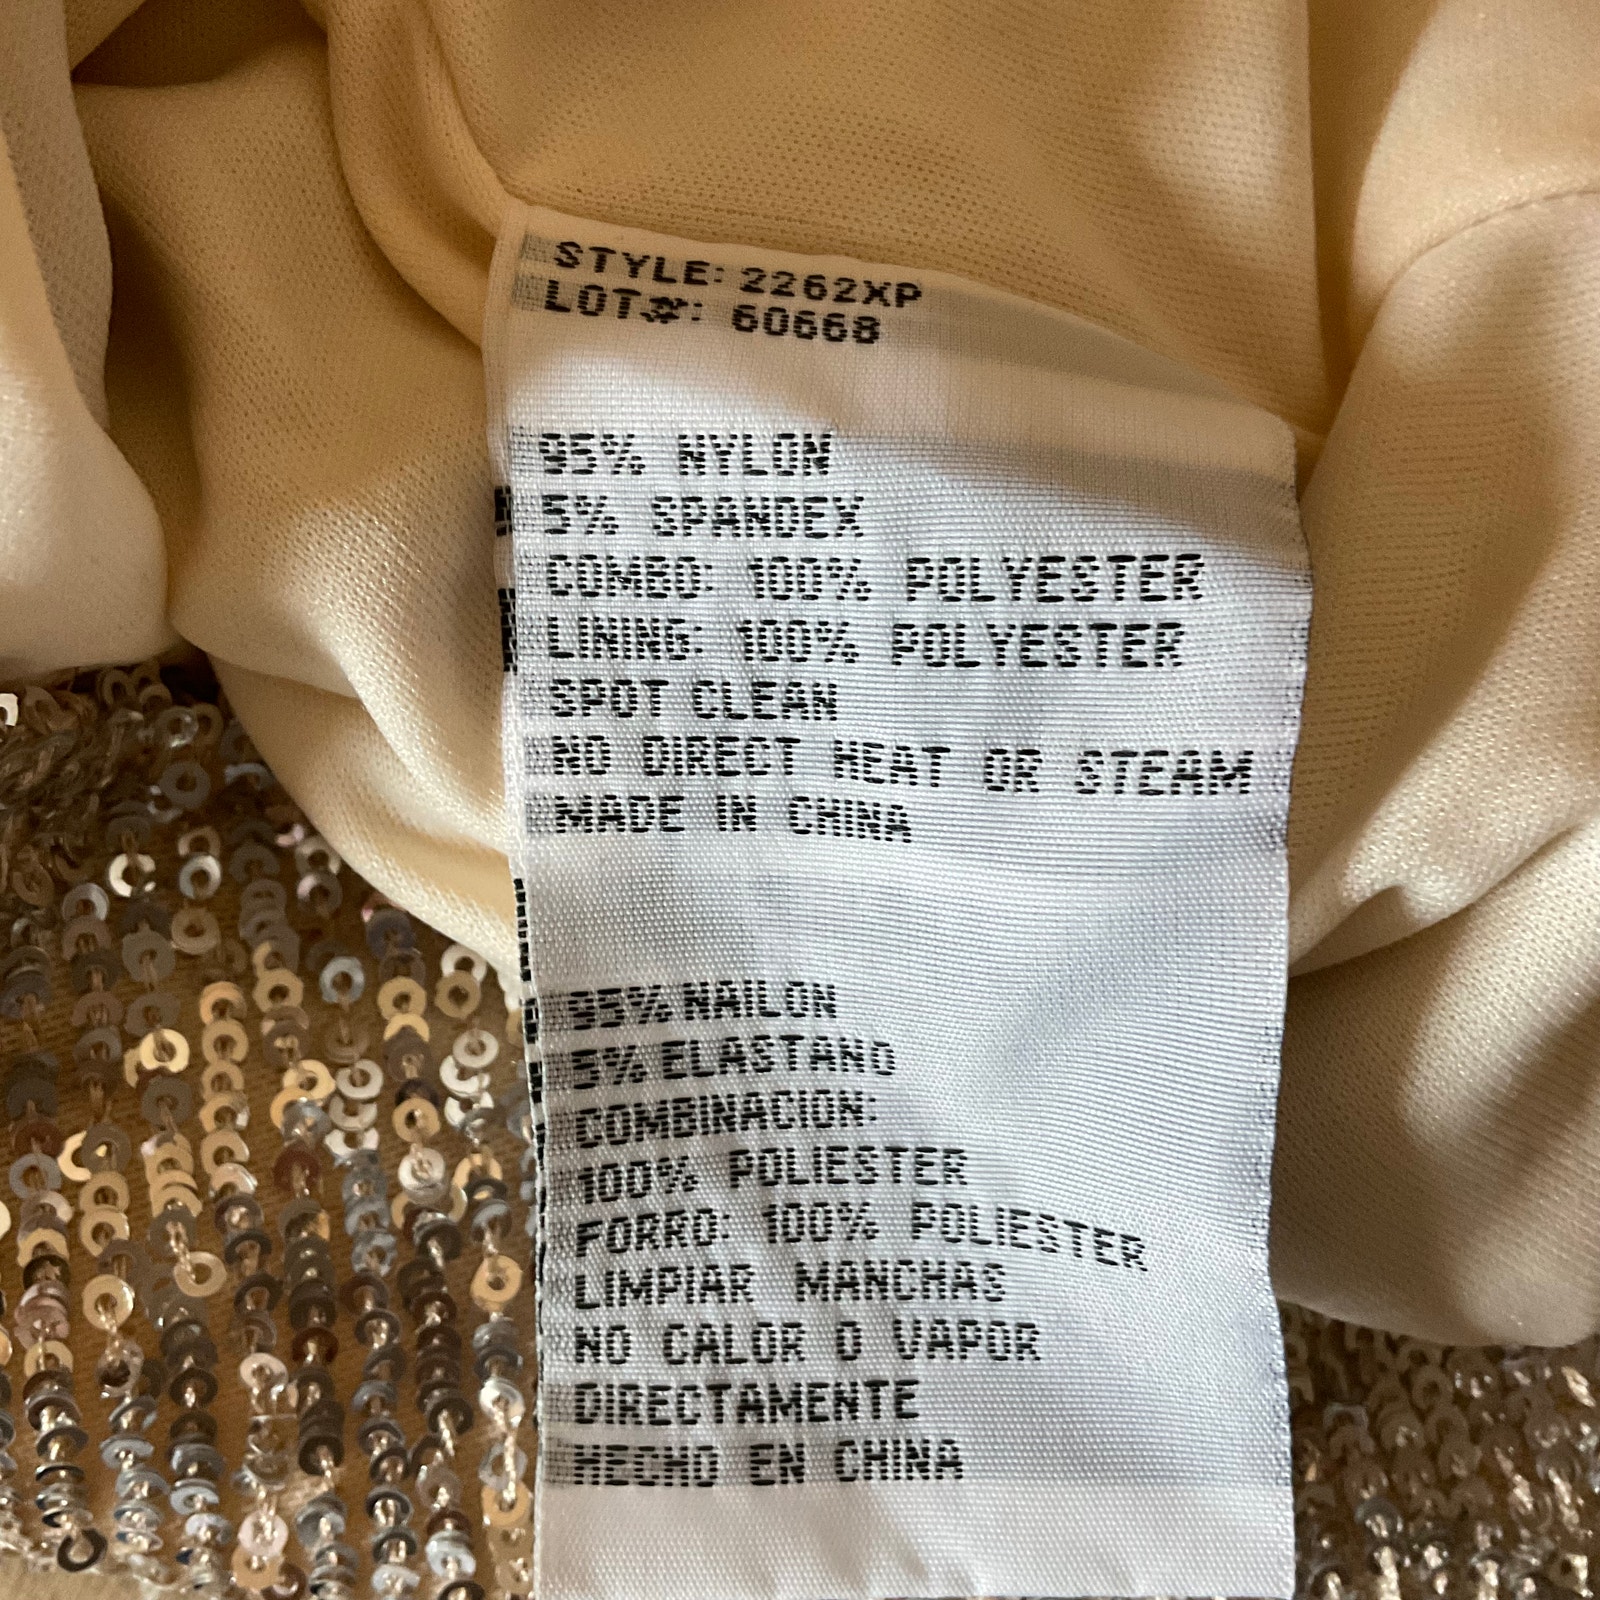 STYLE: 2262XP
LOT#: 60668
95% NYLON
5% SPANDEX
COMBO: 100% POLYESTER
LINING: 100% POLYESTER
SPOT CLEAN
NO DIRECT HEAT OR STEAM
MADE IN CHINA
95% NAILON
5% ELASTANO
COMBINACION:
100% POLIESTER
FORRO: 100% POLIESTER
LIMPIAR MANCHAS
NO CALOR O VAPOR
DIRECTAMENTE
HECHO EN CHINA